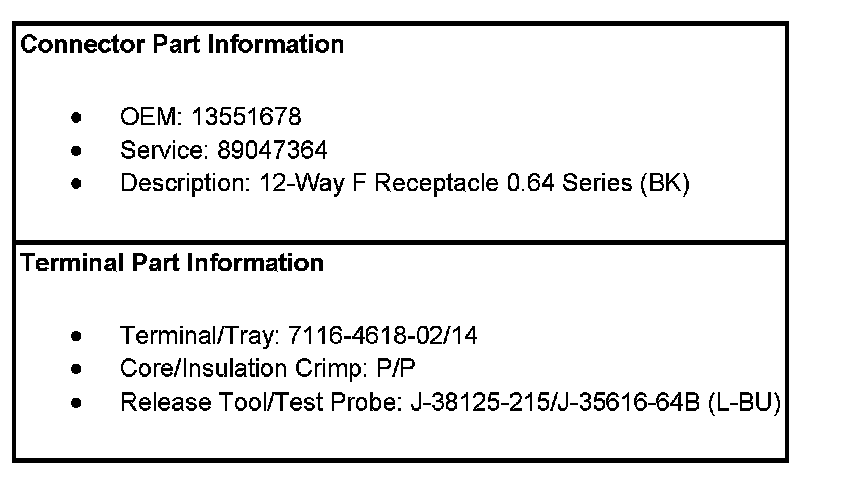 Connector Part Information
• OEM: 13551678
• Service: 89047364
• Description: 12-Way F Receptacle 0.64 Series (BK)
Terminal Part Information
• Terminal/Tray: 7116-4618-02/14
• Core/Insulation Crimp: P/P
• Release Tool/Test Probe: J-38125-215/J-35616-64B (L-BU)